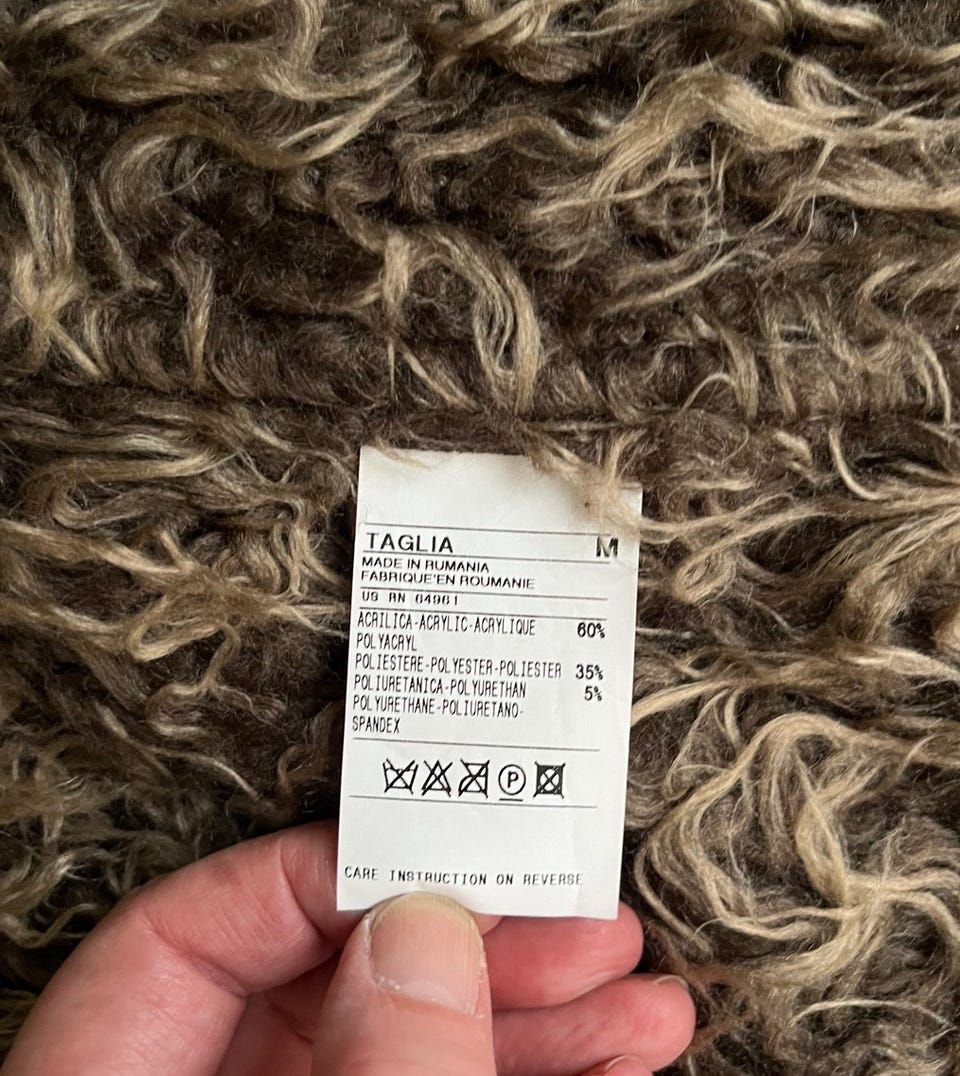 TAGLIA M
MADE IN RUMANIA
FABRIQUE'EN ROUMANIE
US RN 64961
ACRILICA-ACRYLIC-ACRYLIQUE 60%
POLYACRYL
POLIESTERE-POLYESTER-POLIESTER 35%
POLIURETANICA-POLYURETHAN 5%
POLYURETHANE-POLIURETANO-
SPANDEX
P
CARE INSTRUCTION ON REVERSE